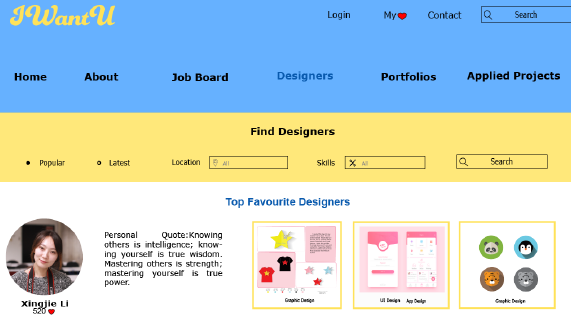 IWantU
Login
My
Contact
Search
Home
About
Job Board
Designers
Portfolios
Applied Projects
Find Designers
Popular
Latest
Location
All
Skills
All
Search
Top Favourite Designers
Personal Quote:Knowing
others is intelligence; know-
ing yourself is true wisdom.
Mastering others is strength;
mastering yourself is true
power.
Xingjie Li
520
Graphic Design
UI Design
App Design
Graphic Design